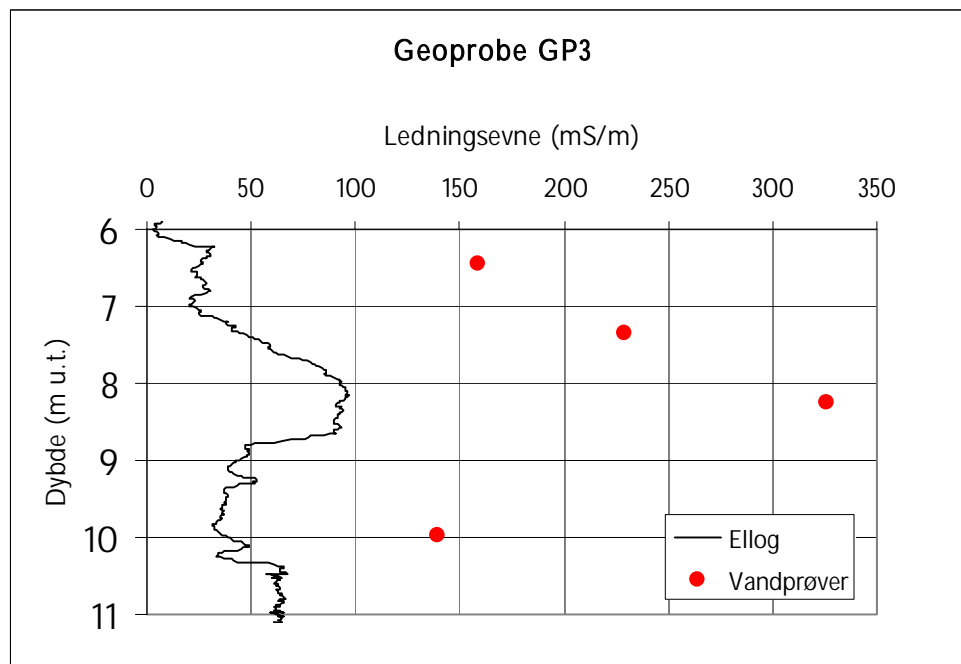 Geoprobe GP3
Ledningsevne (mS/m)
0 50 100 150 200 250 300 350
6
7
8
9
10
11
Dybde (m u.t.)
Ellog
Vandprøver